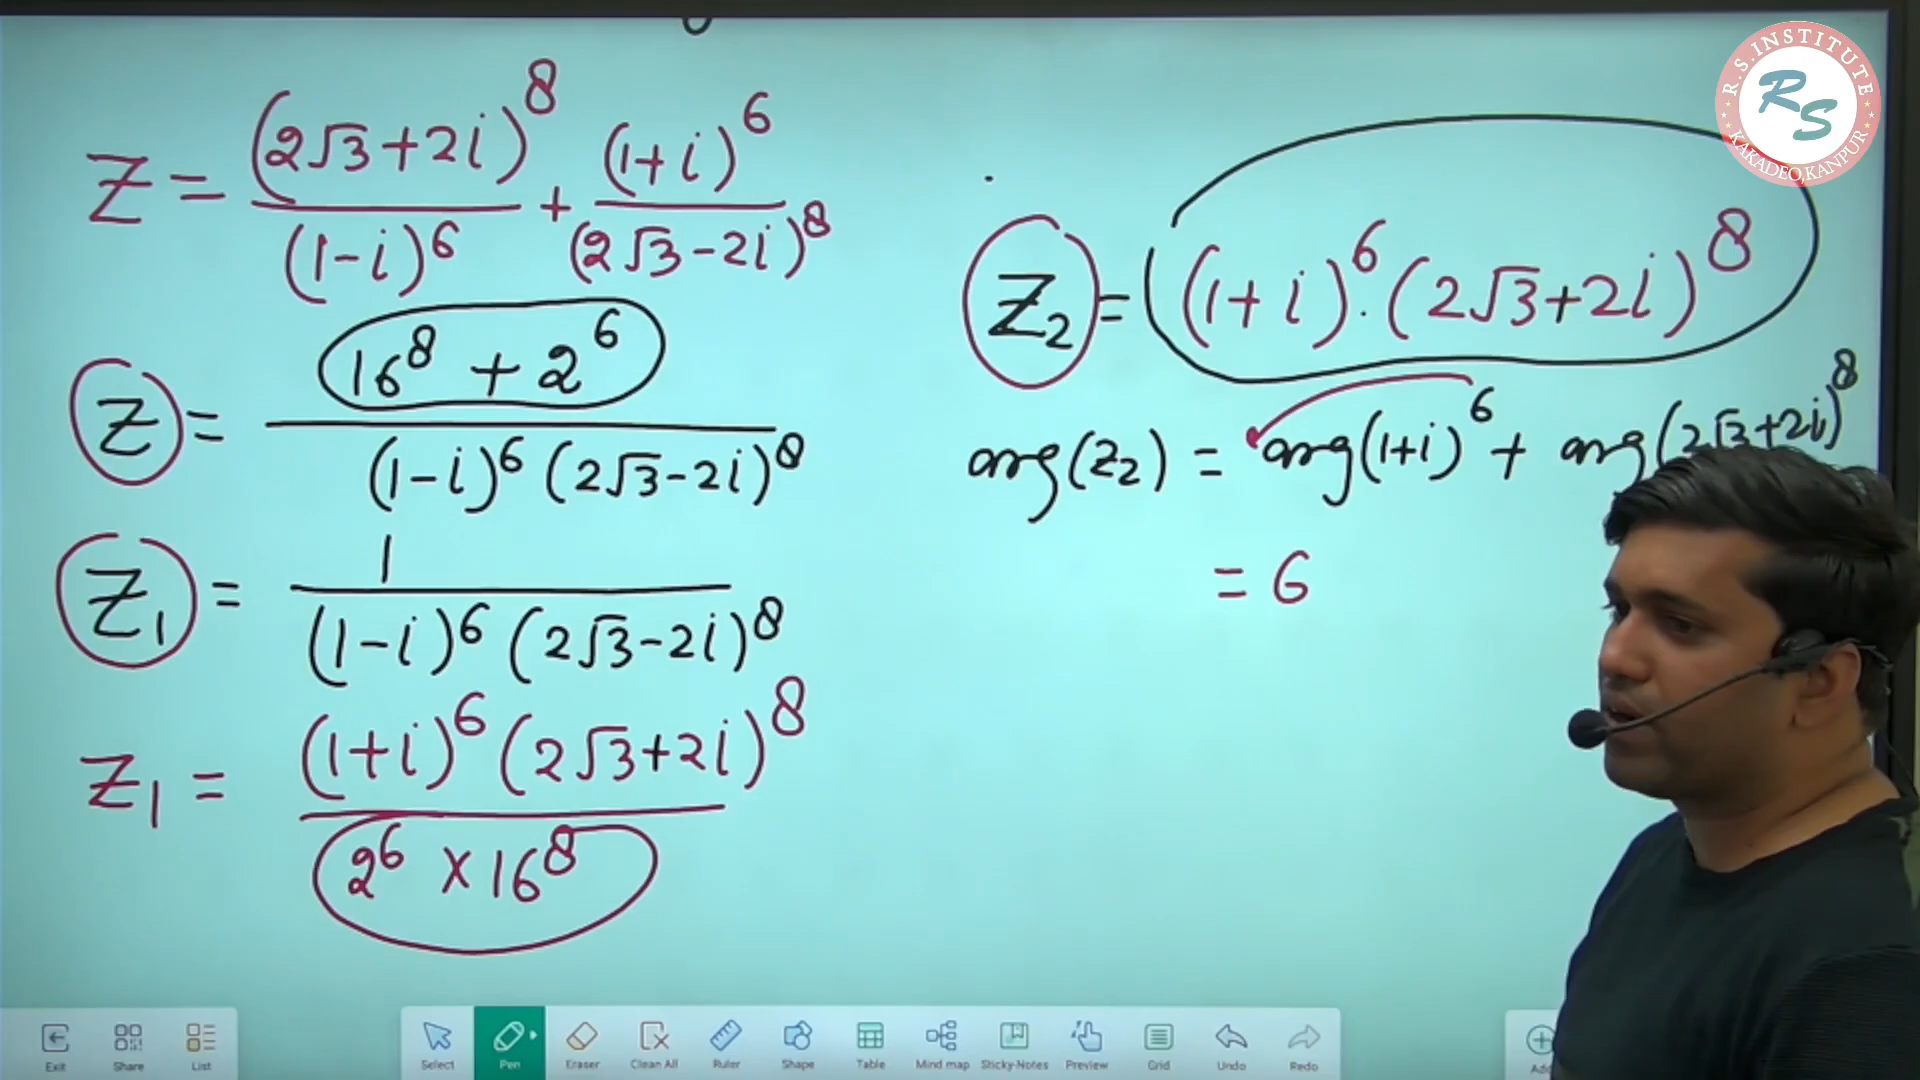 Z = (2√3+2i)^8 / (1-i)^6 + (1+i)^6 / (2√3-2i)^8
Z = 16^8 + 2^6 / (1-i)^6 (2√3-2i)^8
Z₁ = 1 / (1-i)^6 (2√3-2i)^8
Z₁ = (1+i)^6 (2√3+2i)^8 / 2^6 × 16^8
R.S.INSTITUTE
RS
KAKADEO,KANPUR
Z₂ = (1+i)^6 · (2√3+2i)^8
arg(Z₂) = arg(1+i)^6 + arg(2√3+2i)^8
= 6
Exit Share List Select Pen Eraser Clean All Ruler Shape Table Mind map Sticky-Notes Preview Grid Undo Redo